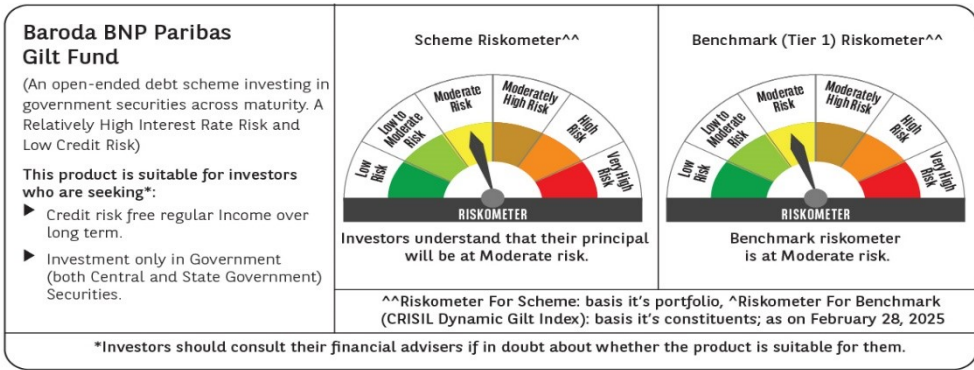 Baroda BNP Paribas
Gilt Fund
(An open-ended debt scheme investing in
government securities across maturity. A
Relatively High Interest Rate Risk and
Low Credit Risk)
This product is suitable for investors
who are seeking*:
Credit risk free regular Income over
long term.
Investment only in Government
(both Central and State Government)
Securities.
Scheme Riskometer^^
Low
Risk
Low to
Moderate
Risk
Moderate
Risk
Moderately
High Risk
High
Risk
Very High
Risk
RISKOMETER
Investors understand that their principal
will be at Moderate risk.
Benchmark (Tier 1) Riskometer^^
Low
Risk
Low to
Moderate
Risk
Moderate
Risk
Moderately
High Risk
High
Risk
Very High
Risk
RISKOMETER
Benchmark riskometer
is at Moderate risk.
^^Riskometer For Scheme: basis it's portfolio, ^Riskometer For Benchmark
(CRISIL Dynamic Gilt Index): basis it's constituents; as on February 28, 2025
*Investors should consult their financial advisers if in doubt about whether the product is suitable for them.